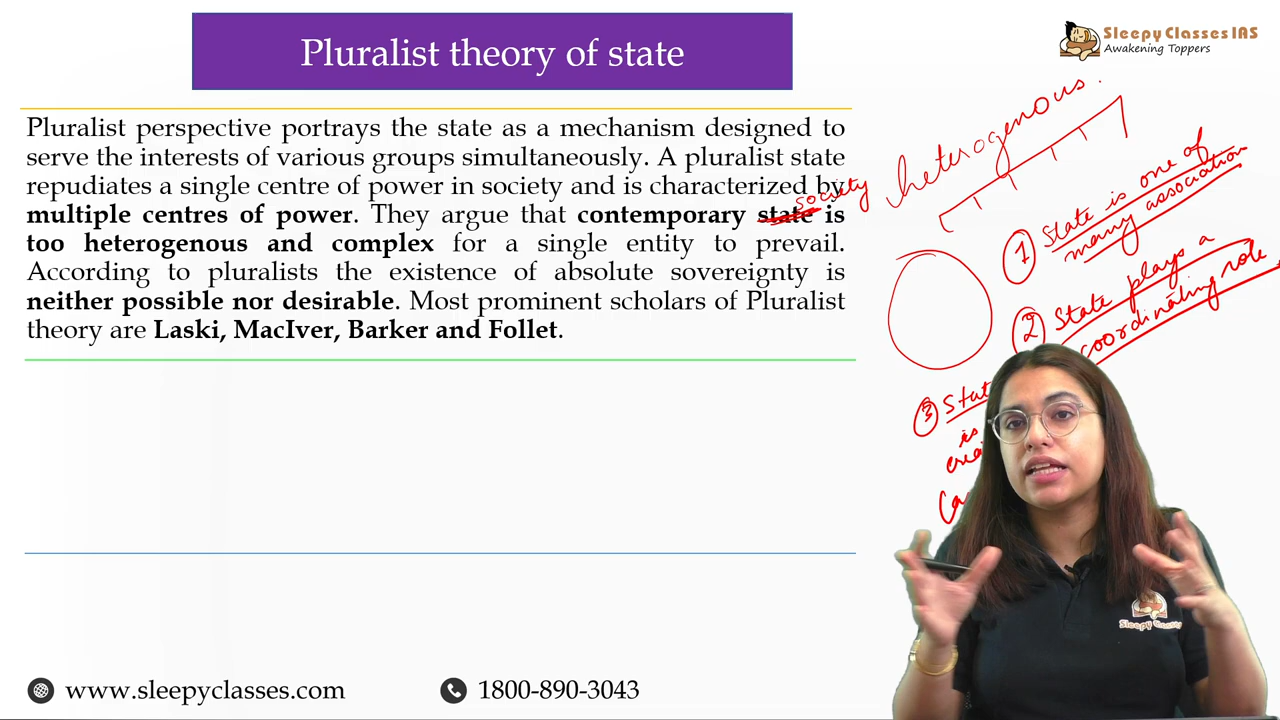 Pluralist theory of state
Sleepy Classes IAS
Awakening Toppers
Pluralist perspective portrays the state as a mechanism designed to
serve the interests of various groups simultaneously. A pluralist state
repudiates a single centre of power in society and is characterized by
multiple centres of power. They argue that contemporary state is
too heterogenous and complex for a single entity to prevail.
According to pluralists the existence of absolute sovereignty is
neither possible nor desirable. Most prominent scholars of Pluralist
theory are Laski, MacIver, Barker and Follet.
society
heterogenous.
1 State is one of
many association
2 State plays a
coordinating role
3 Stat
is
Sleepy Classes
www.sleepyclasses.com
1800-890-3043